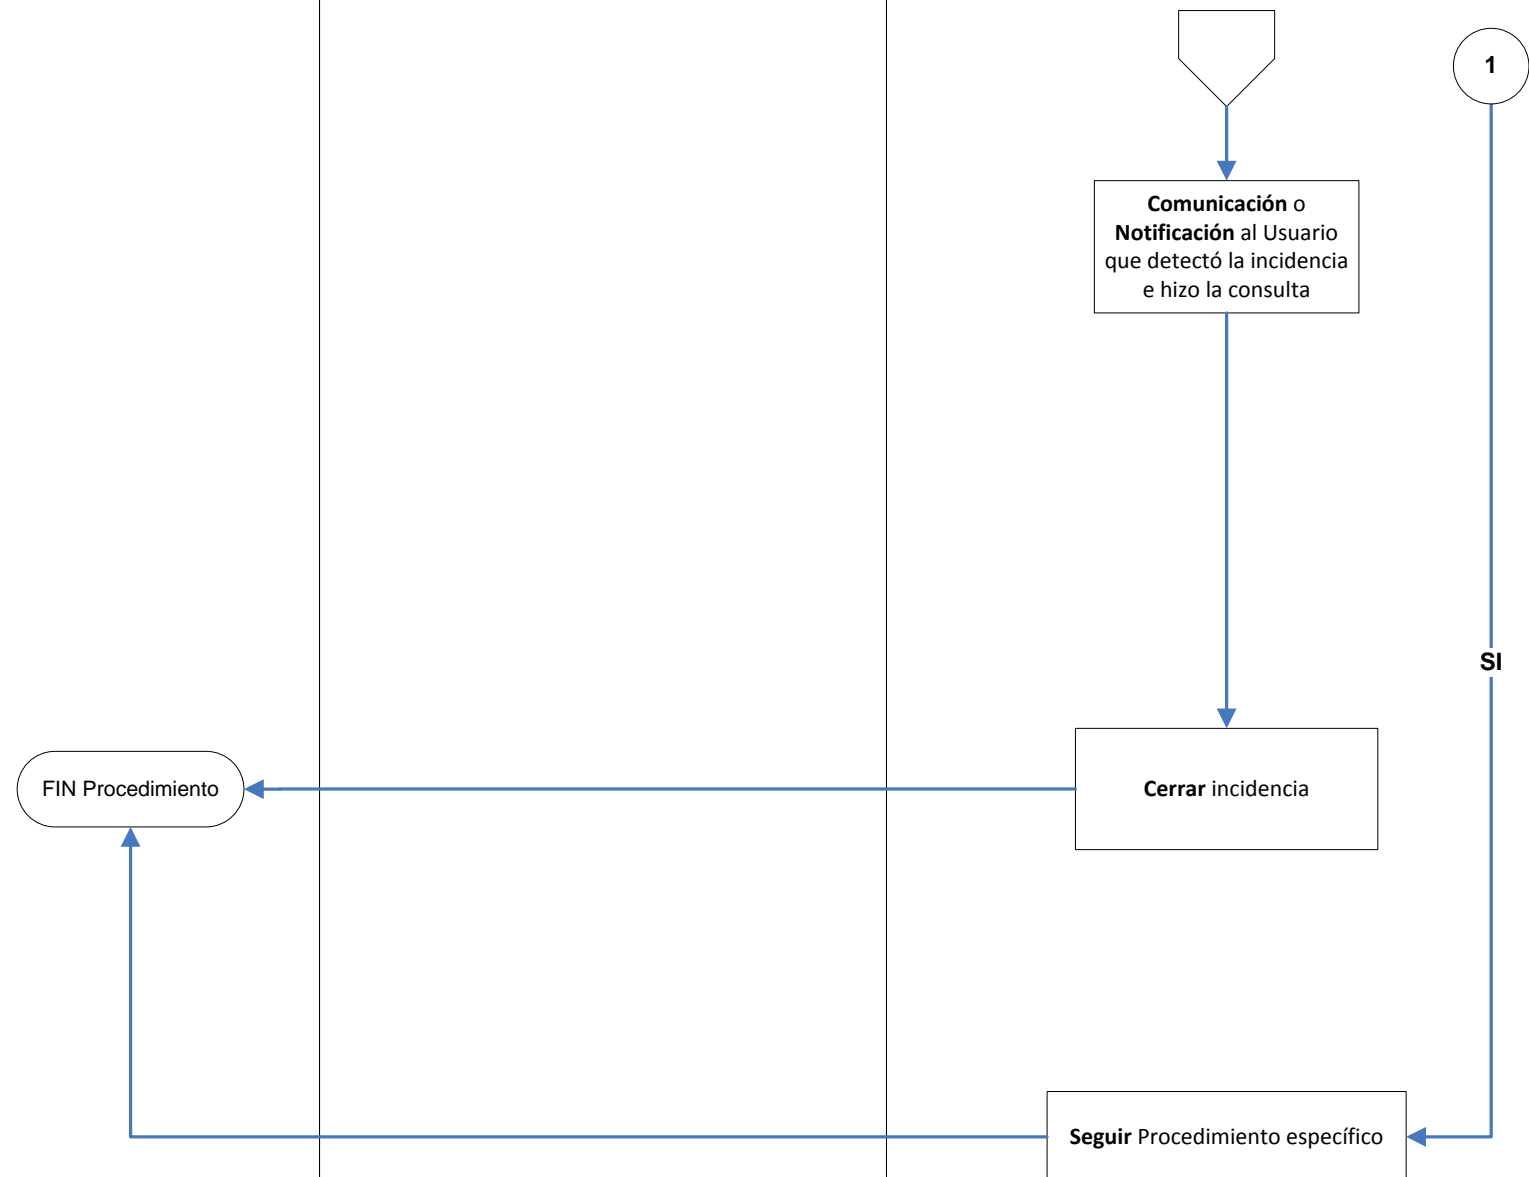 1
Comunicación o
Notificación al Usuario
que detectó la incidencia
e hizo la consulta
SI
FIN Procedimiento
Cerrar incidencia
Seguir Procedimiento específico